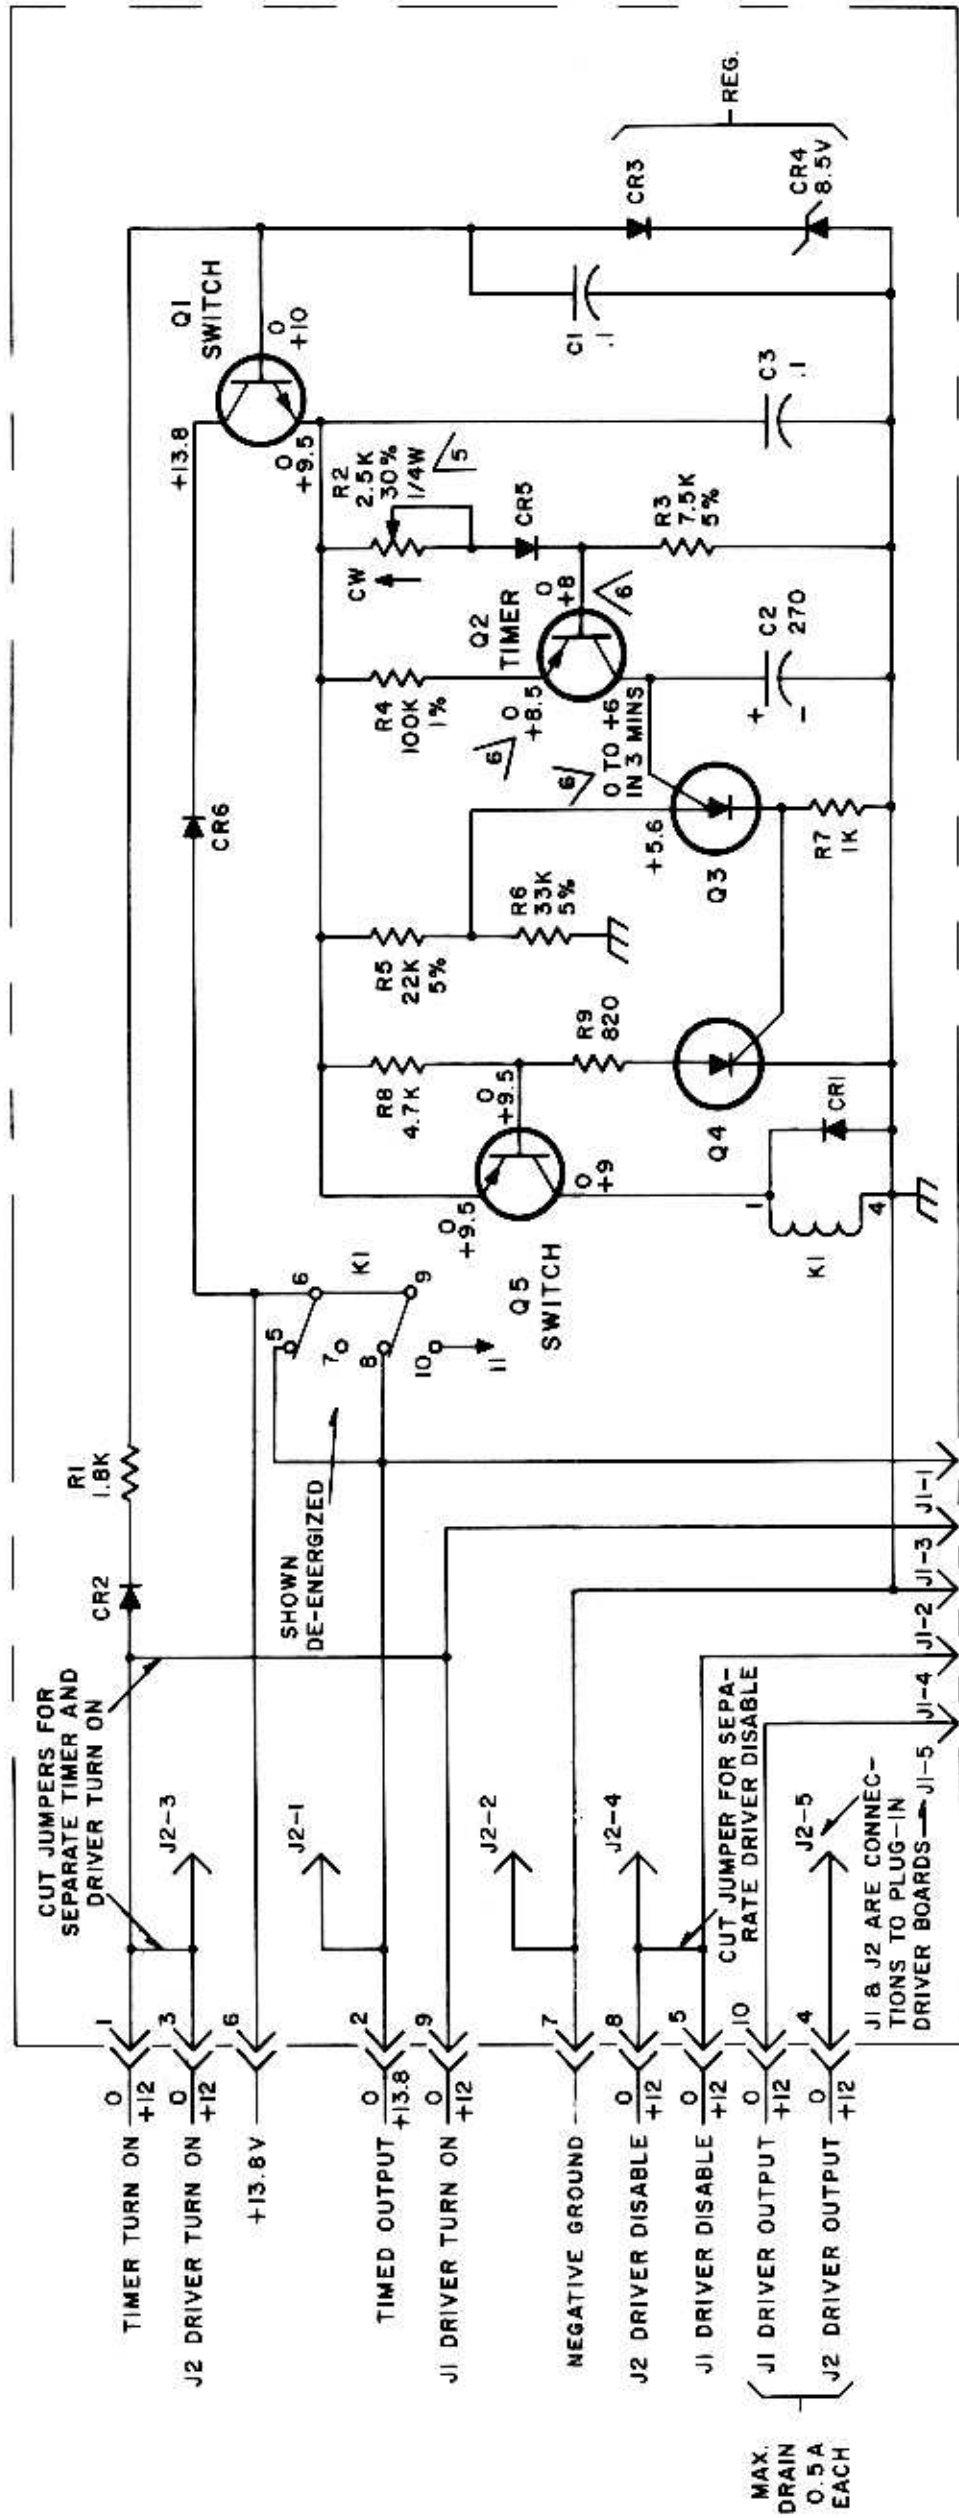 TIMER TURN ON
0
+12
1
J2 DRIVER TURN ON
0
+12
3
+13.8V
6
TIMED OUTPUT
0
+13.8
2
J1 DRIVER TURN ON
0
+12
9
NEGATIVE GROUND
7
J2 DRIVER DISABLE
0
+12
8
J1 DRIVER DISABLE
0
+12
5
J1 DRIVER OUTPUT
0
+12
10
J2 DRIVER OUTPUT
0
+12
4
MAX.
DRAIN
0.5A
EACH
CUT JUMPERS FOR
SEPARATE TIMER AND
DRIVER TURN ON
J2-3
J2-1
J2-2
J2-4
CUT JUMPER FOR SEPA-
RATE DRIVER DISABLE
J2-5
J1 & J2 ARE CONNEC-
TIONS TO PLUG-IN
DRIVER BOARDS
J1-5
J1-4
J1-2
J1-3
J1-1
CR2
R1
1.8K
SHOWN
DE-ENERGIZED
5
6
7
8
9
10
11
K1
CR6
Q5
SWITCH
0
+9.5
0
+9.5
0
+9
R8
4.7K
R9
820
Q4
1
4
K1
CR1
R5
22K
5%
R6
33K
5%
Q3
+5.6
R7
1K
R4
100K
1%
6
0
+8.5
6
0 TO +6
IN 3 MINS
Q2
TIMER
0
+8
6
C2
270
+
-
CW
R2
2.5K
30%
1/4W
5
CR5
R3
7.5K
5%
Q1
SWITCH
+13.8
0
+9.5
0
+10
C3
.1
C1
.1
CR3
CR4
8.5V
REG.